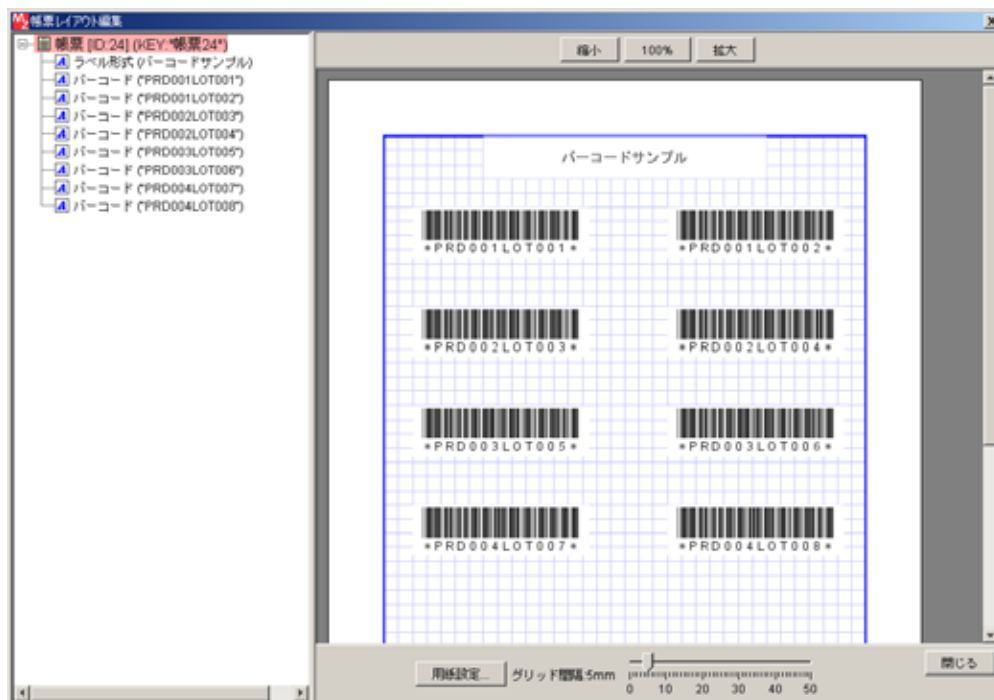 帳票レイアウト編集
帳票 [ID:24] (KEY:"帳票24")
ラベル形式 (バーコードサンプル)
バーコード ("PRD001LOT001")
バーコード ("PRD001LOT002")
バーコード ("PRD002LOT003")
バーコード ("PRD002LOT004")
バーコード ("PRD003LOT005")
バーコード ("PRD003LOT006")
バーコード ("PRD004LOT007")
バーコード ("PRD004LOT008")
縮小 100% 拡大
バーコードサンプル
*PRD001LOT001* *PRD001LOT002*
*PRD002LOT003* *PRD002LOT004*
*PRD003LOT005* *PRD003LOT006*
*PRD004LOT007* *PRD004LOT008*
用紙設定... グリッド間隔:5mm 閉じる
0 10 20 30 40 50